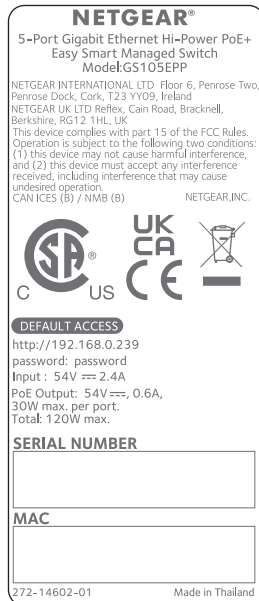 NETGEAR®
5-Port Gigabit Ethernet Hi-Power PoE+
Easy Smart Managed Switch
Model:GS105EPP
NETGEAR INTERNATIONAL LTD Floor 6, Penrose Two,
Penrose Dock, Cork, T23 YY09, Ireland
NETGEAR UK LTD Reflex, Cain Road, Bracknell,
Berkshire, RG12 1HL, UK
This device complies with part 15 of the FCC Rules.
Operation is subject to the following two conditions:
(1) this device may not cause harmful interference,
and (2) this device must accept any interference
received, including interference that may cause
undesired operation.
CAN ICES (B) / NMB (B) NETGEAR,INC.
SA ®
C US
UK
CA
CE
DEFAULT ACCESS
http://192.168.0.239
password: password
Input : 54V ⎓ 2.4A
PoE Output: 54V ⎓, 0.6A,
30W max. per port.
Total: 120W max.
SERIAL NUMBER
MAC
272-14602-01 Made in Thailand